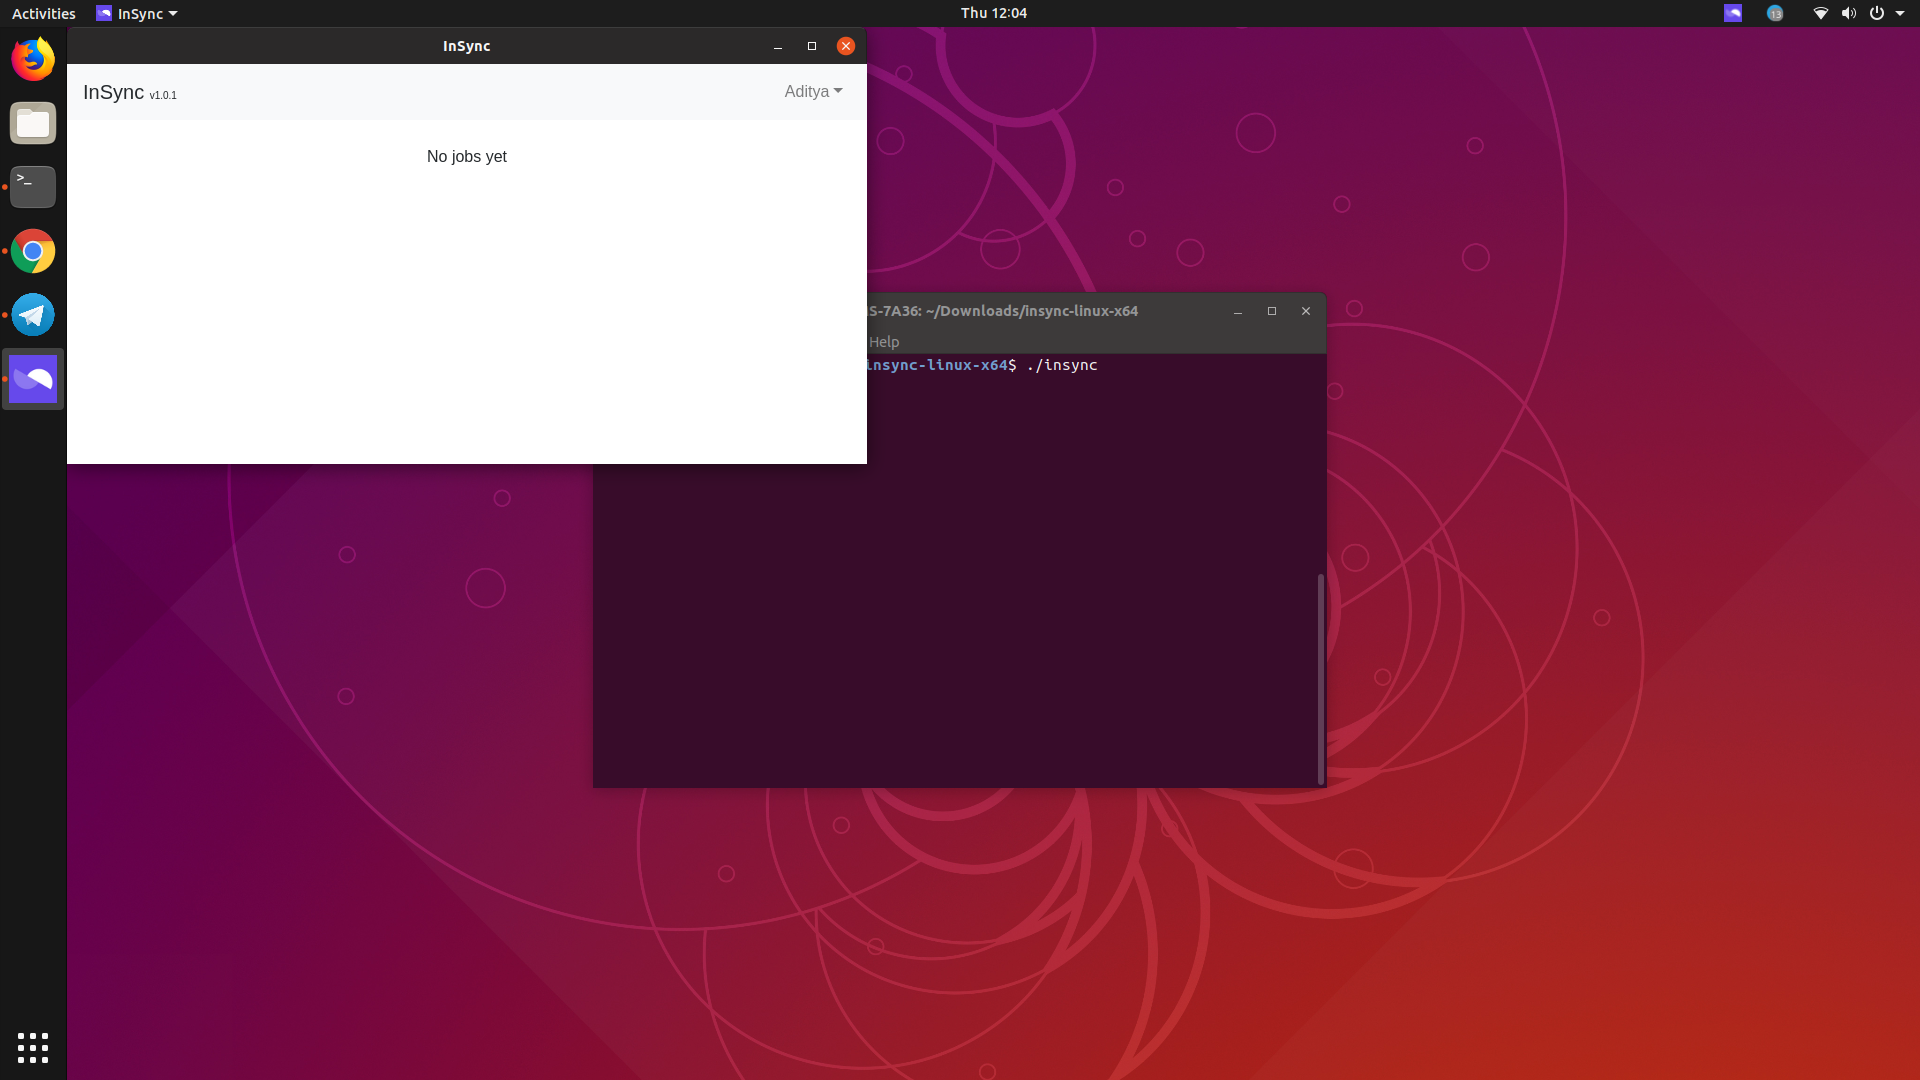 Activities InSync Thu 12:04 13
InSync
InSync v1.0.1 Aditya
No jobs yet
S-7A36: ~/Downloads/insync-linux-x64
Help
insync-linux-x64$ ./insync
>_